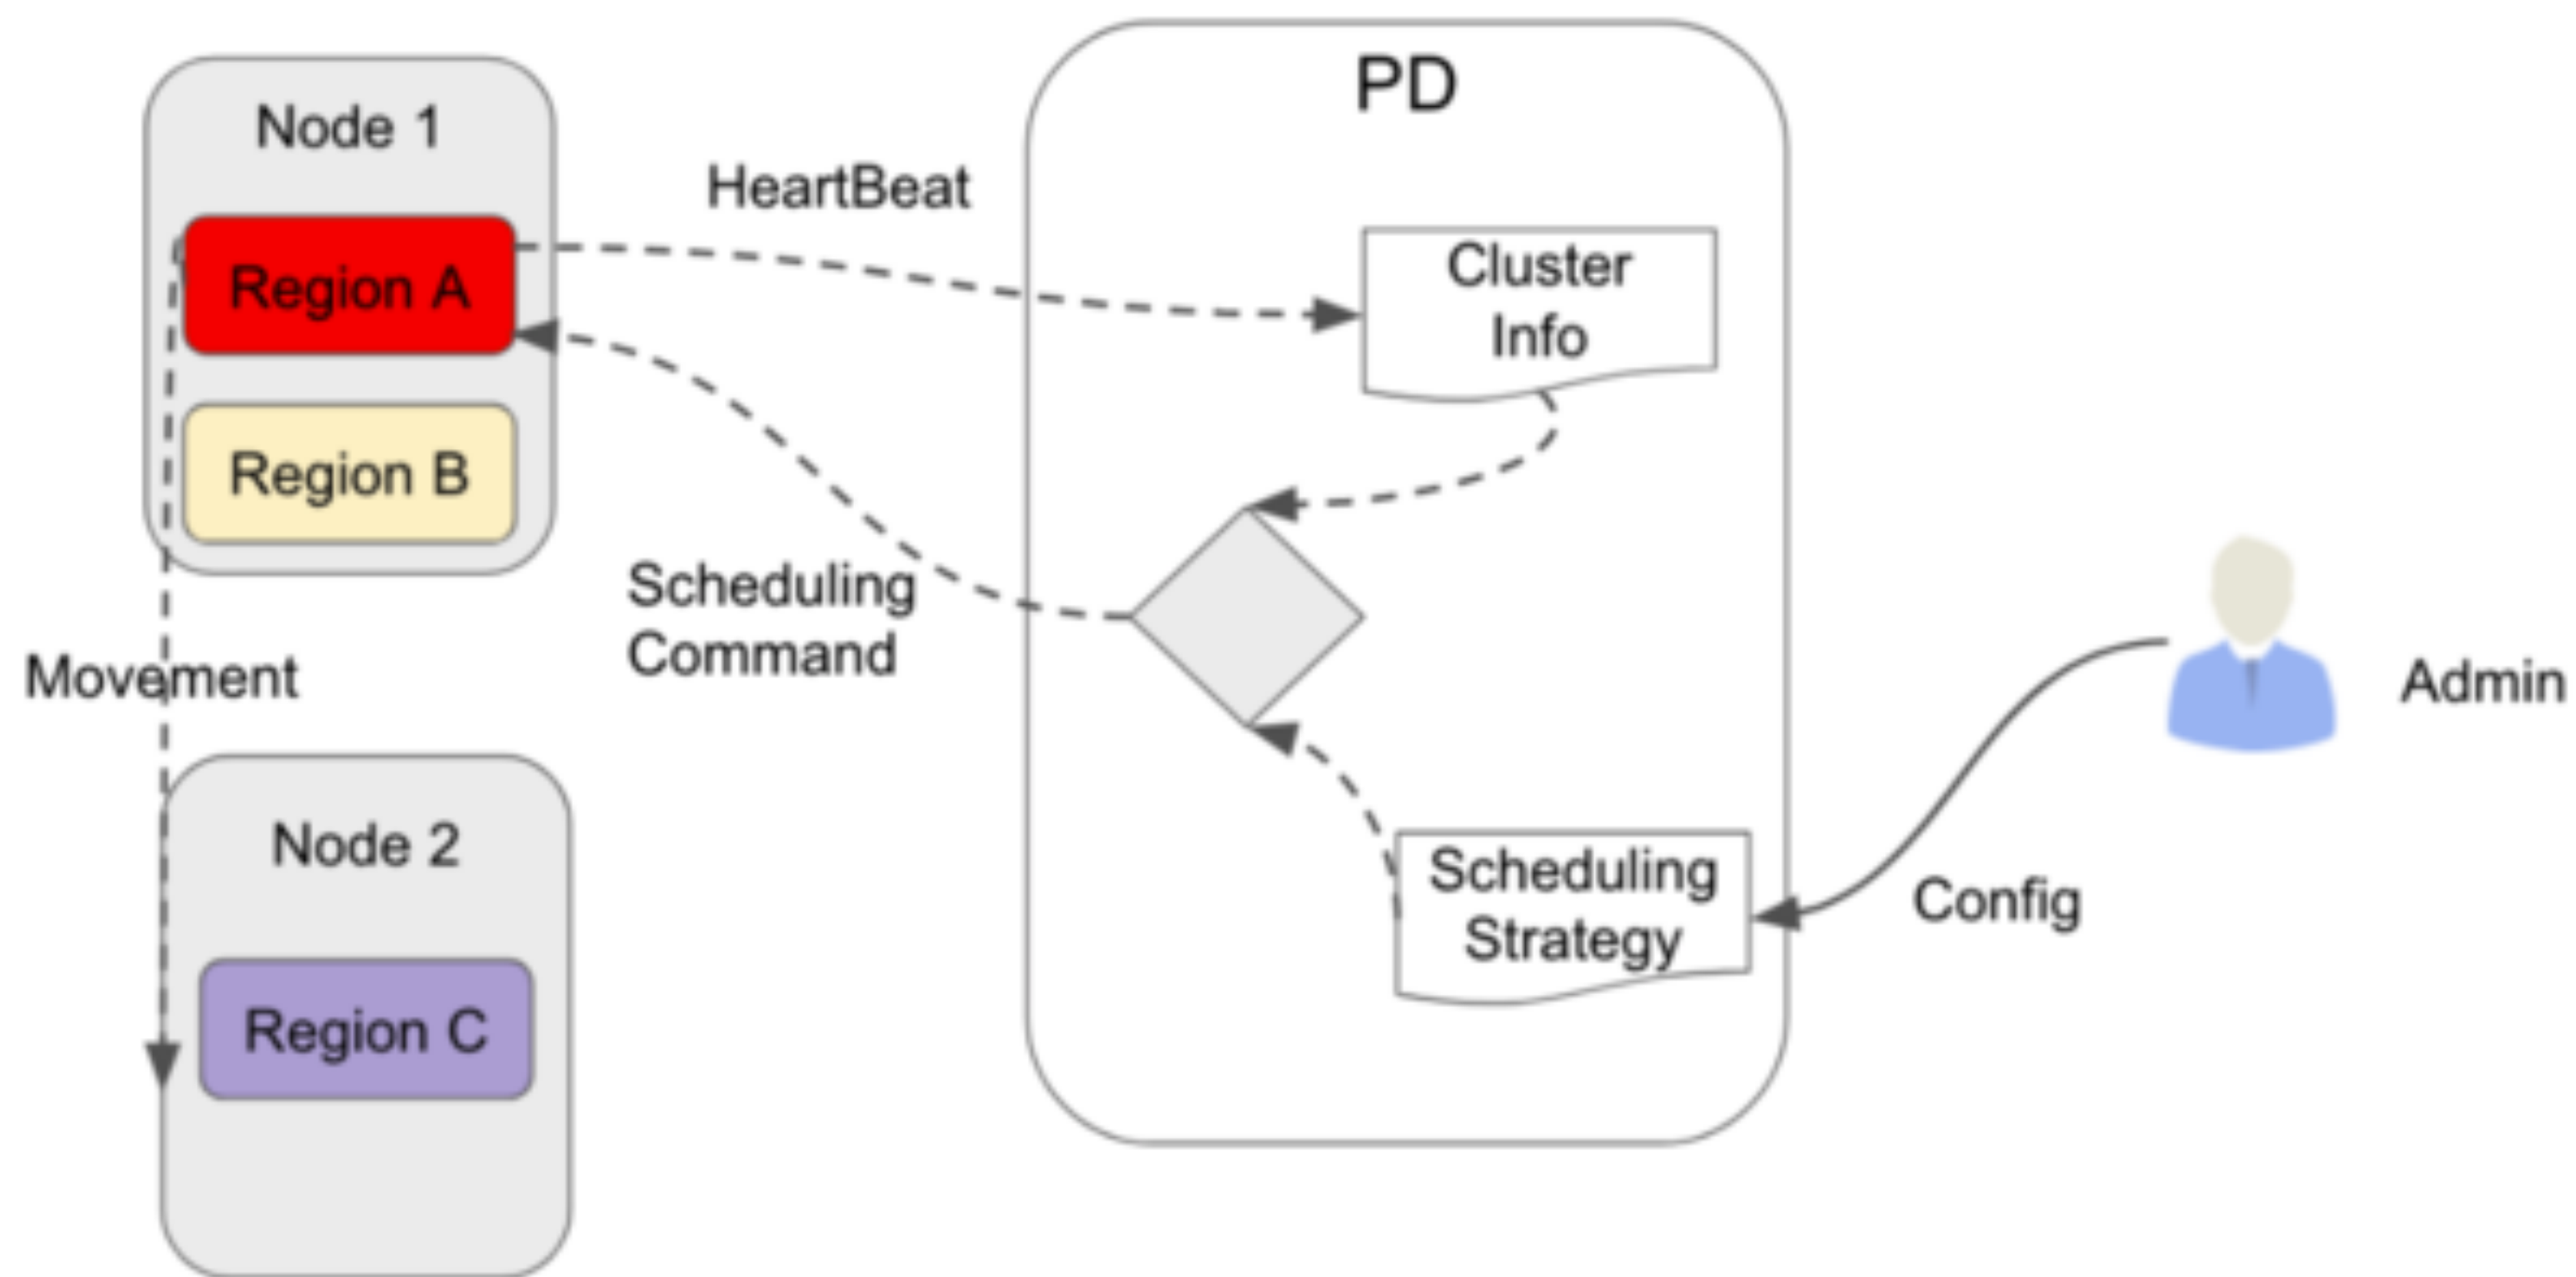 PD
Node 1
HeartBeat
Region A
Cluster
Info
Region B
Scheduling
Command
Movement
Admin
Node 2
Scheduling
Strategy
Config
Region C